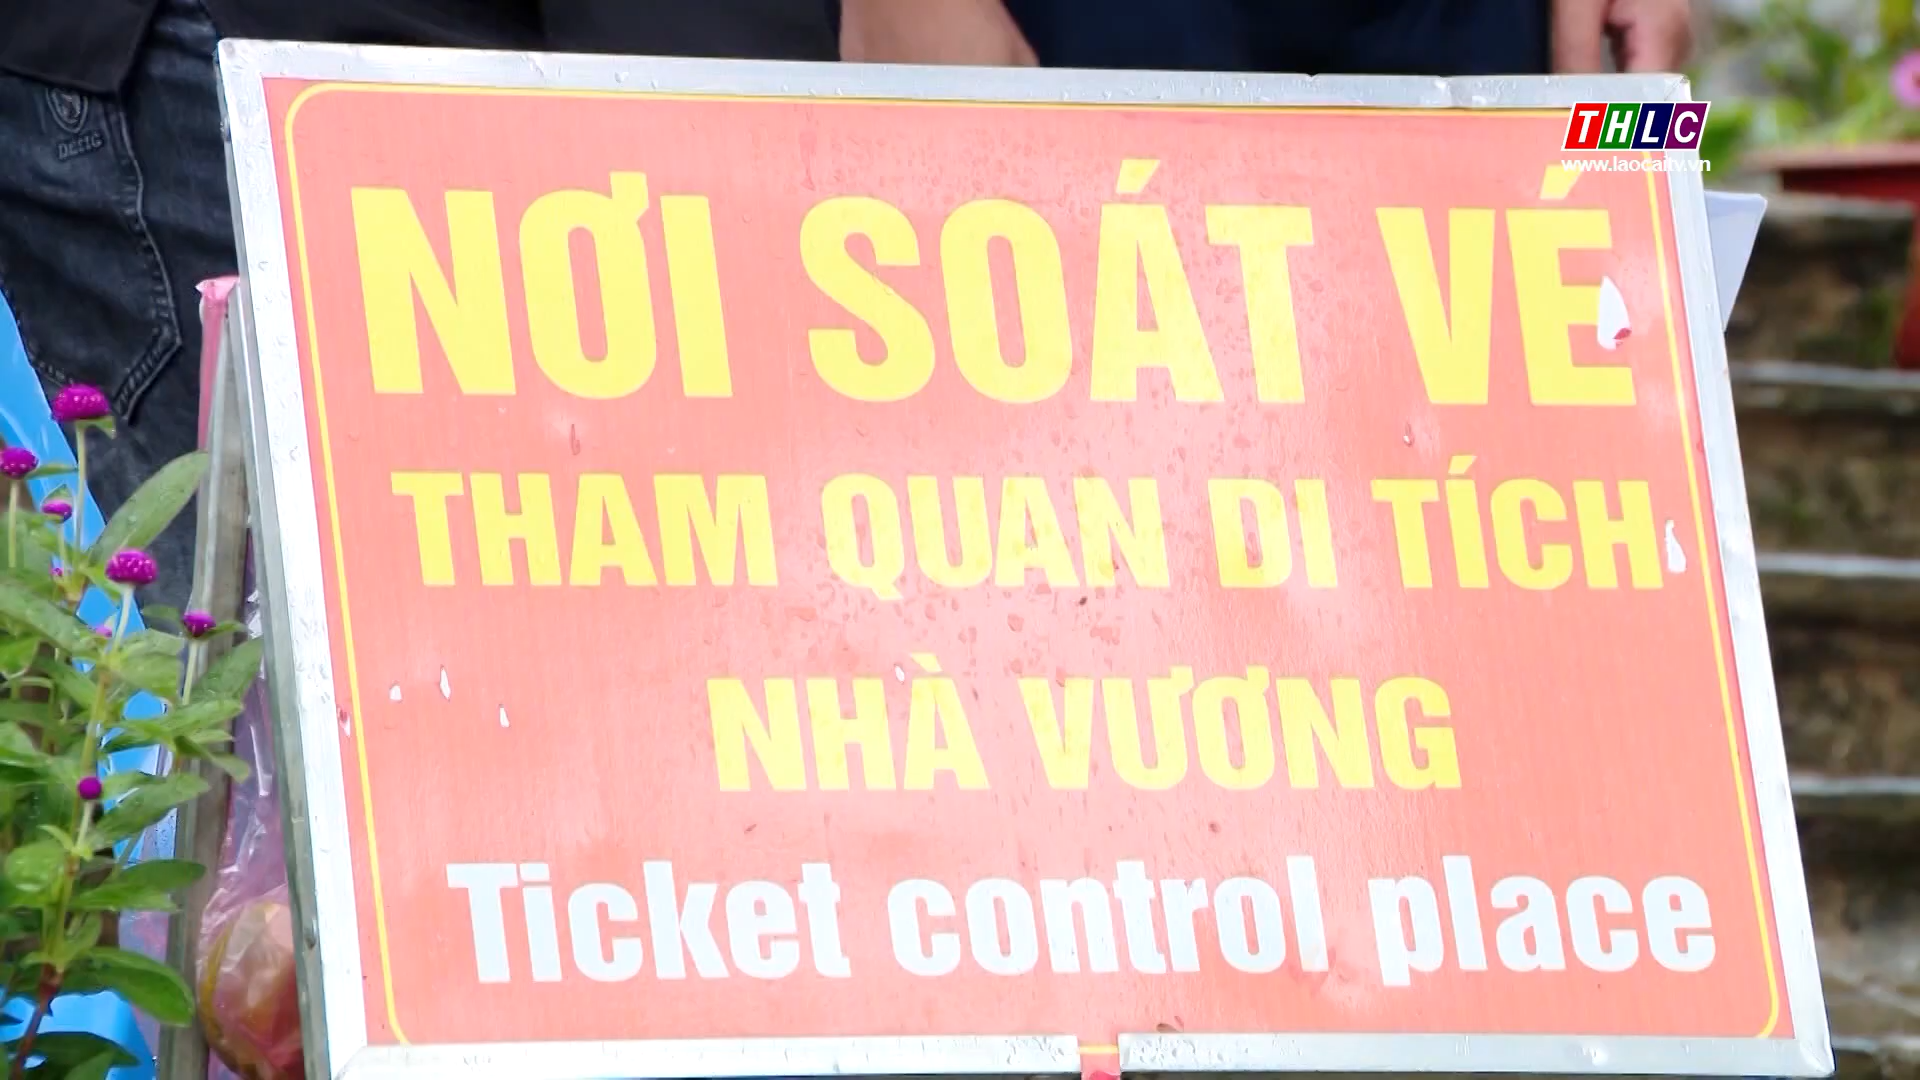 THLC
www.laocaitv.vn
NƠI SOÁT VÉ
THAM QUAN DI TÍCH
NHÀ VƯƠNG
Ticket control place